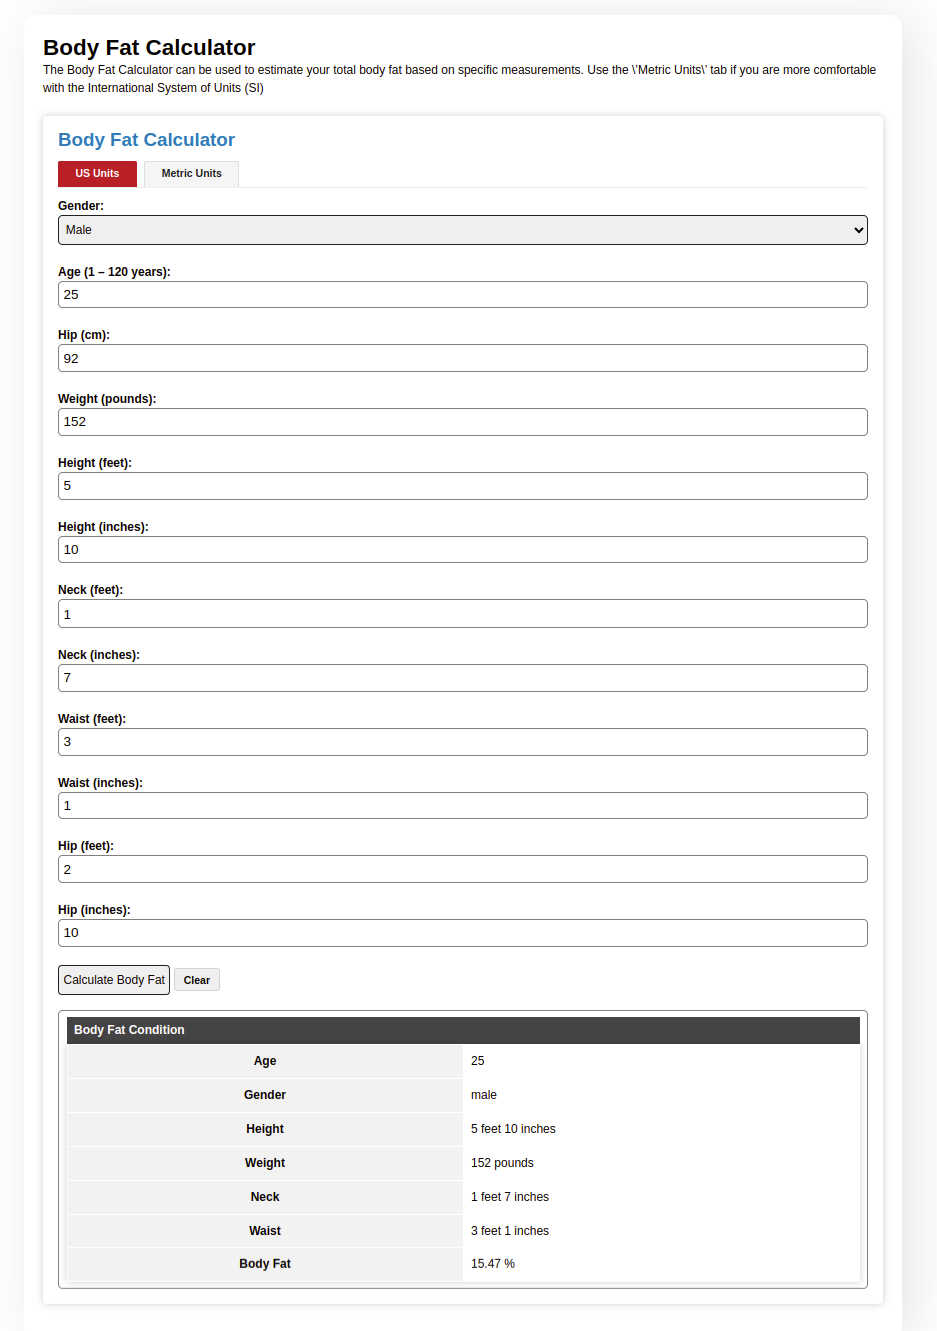 Body Fat Calculator
The Body Fat Calculator can be used to estimate your total body fat based on specific measurements. Use the \'Metric Units\' tab if you are more comfortable
with the International System of Units (SI)
Body Fat Calculator
US Units Metric Units
Gender:
Male
Age (1 – 120 years):
25
Hip (cm):
92
Weight (pounds):
152
Height (feet):
5
Height (inches):
10
Neck (feet):
1
Neck (inches):
7
Waist (feet):
3
Waist (inches):
1
Hip (feet):
2
Hip (inches):
10
Calculate Body Fat Clear
Body Fat Condition
Age 25
Gender male
Height 5 feet 10 inches
Weight 152 pounds
Neck 1 feet 7 inches
Waist 3 feet 1 inches
Body Fat 15.47 %